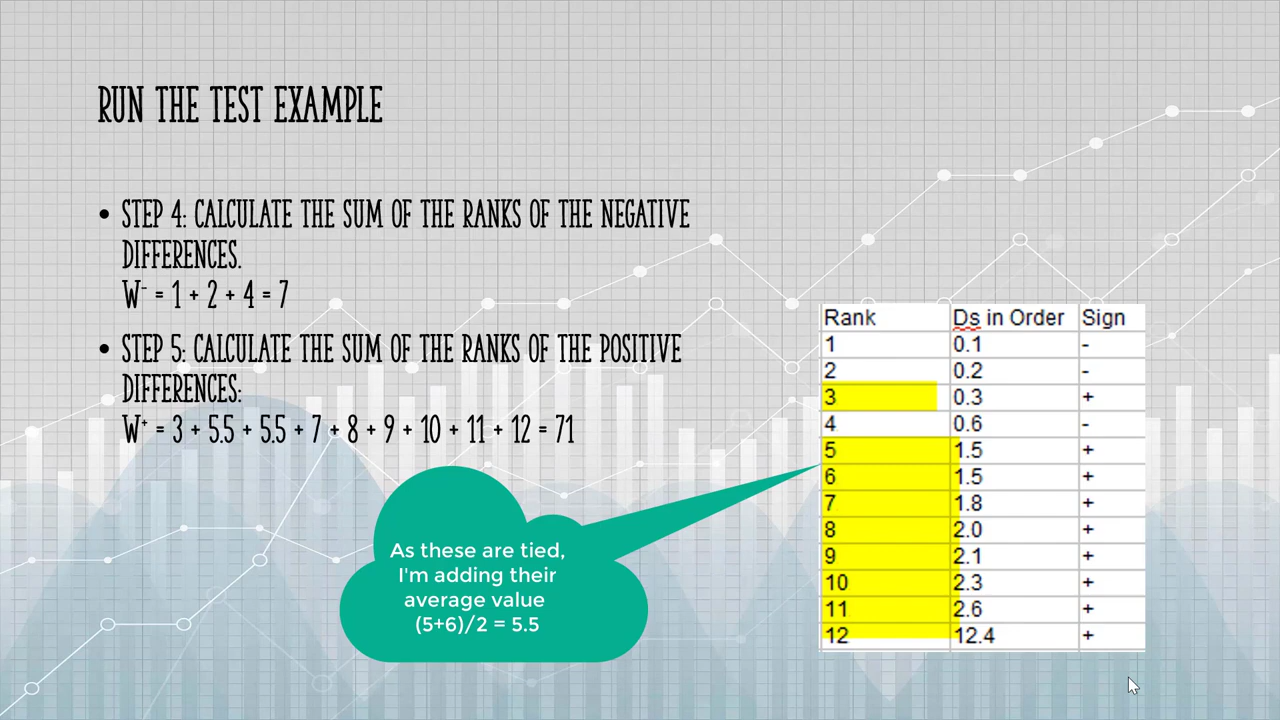 RUN THE TEST EXAMPLE
• STEP 4: CALCULATE THE SUM OF THE RANKS OF THE NEGATIVE
DIFFERENCES.
W⁻ = 1 + 2 + 4 = 7
• STEP 5: CALCULATE THE SUM OF THE RANKS OF THE POSITIVE
DIFFERENCES:
W⁺ = 3 + 5.5 + 5.5 + 7 + 8 + 9 + 10 + 11 + 12 = 71
As these are tied,
I'm adding their
average value
(5+6)/2 = 5.5
Rank Ds in Order Sign
1 0.1 -
2 0.2 -
3 0.3 +
4 0.6 -
5 1.5 +
6 1.5 +
7 1.8 +
8 2.0 +
9 2.1 +
10 2.3 +
11 2.6 +
12 12.4 +